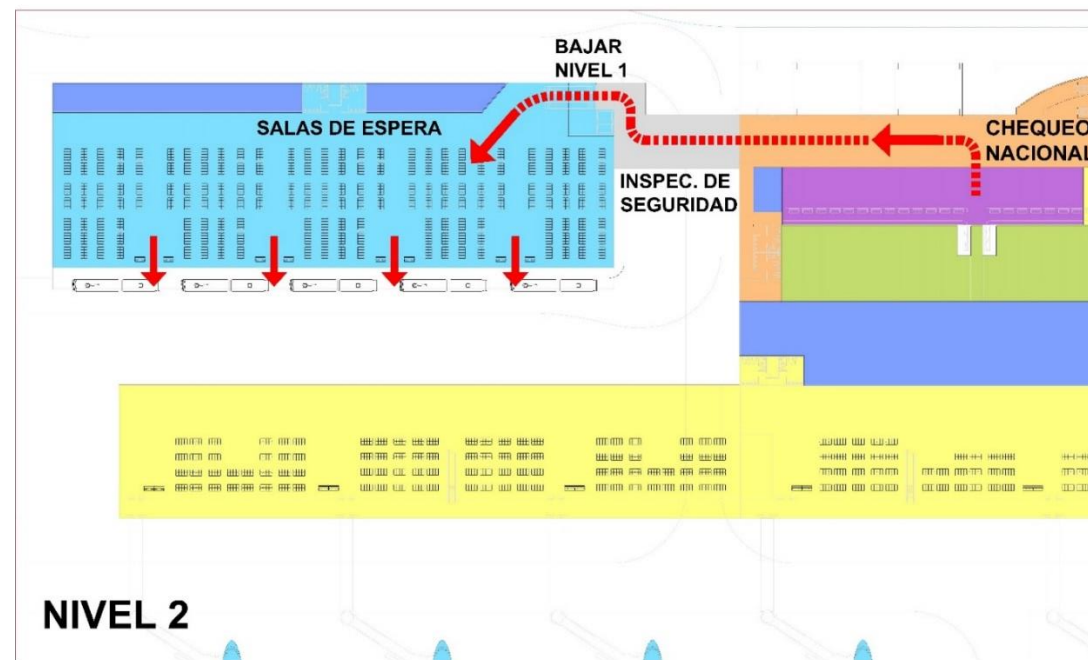 BAJAR
NIVEL 1
SALAS DE ESPERA
CHEQUEO
NACIONAL
INSPEC. DE
SEGURIDAD
NIVEL 2